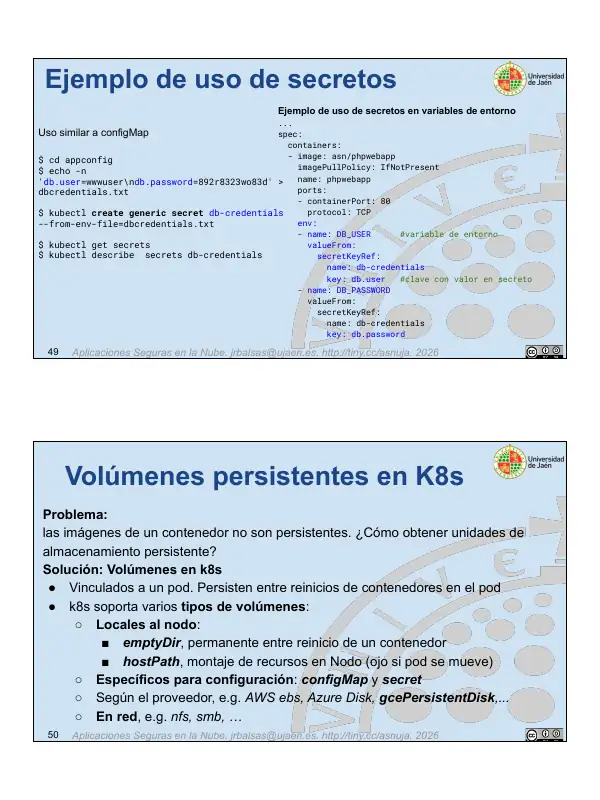 Ejemplo de uso de secretos
Universidad
de Jaén
Uso similar a configMap
$ cd appconfig
$ echo -n
'db.user=wwwuser\ndb.password=892r8323wo83d' >
dbcredentials.txt
$ kubectl create generic secret db-credentials
--from-env-file=dbcredentials.txt
$ kubectl get secrets
$ kubectl describe  secrets db-credentials
Ejemplo de uso de secretos en variables de entorno
...
spec:
  containers:
  - image: asn/phpwebapp
    imagePullPolicy: IfNotPresent
    name: phpwebapp
    ports:
    - containerPort: 80
      protocol: TCP
    env:
    - name: DB_USER      #variable de entorno
      valueFrom:
        secretKeyRef:
          name: db-credentials
          key: db.user   #clave con valor en secreto
    - name: DB_PASSWORD
      valueFrom:
        secretKeyRef:
          name: db-credentials
          key: db.password
49 Aplicaciones Seguras en la Nube. jrbalsas@ujaen.es. http://tiny.cc/asnuja. 2026
Volúmenes persistentes en K8s
Universidad
de Jaén
Problema:
las imágenes de un contenedor no son persistentes. ¿Cómo obtener unidades de
almacenamiento persistente?
Solución: Volúmenes en k8s
● Vinculados a un pod. Persisten entre reinicios de contenedores en el pod
● k8s soporta varios tipos de volúmenes:
○ Locales al nodo:
■ emptyDir, permanente entre reinicio de un contenedor
■ hostPath, montaje de recursos en Nodo (ojo si pod se mueve)
○ Específicos para configuración: configMap y secret
○ Según el proveedor, e.g. AWS ebs, Azure Disk, gcePersistentDisk,...
○ En red, e.g. nfs, smb, …
50 Aplicaciones Seguras en la Nube. jrbalsas@ujaen.es. http://tiny.cc/asnuja. 2026